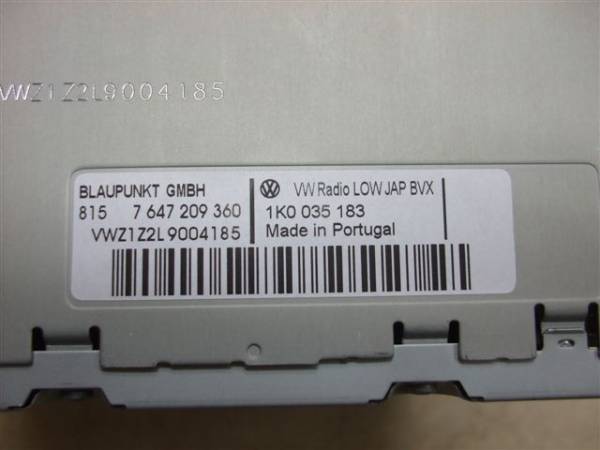 VWZ1Z2L9004185
BLAUPUNKT GMBH
815 7 647 209 360
VWZ1Z2L9004185
VW Radio LOW JAP BVX
1K0 035 183
Made in Portugal